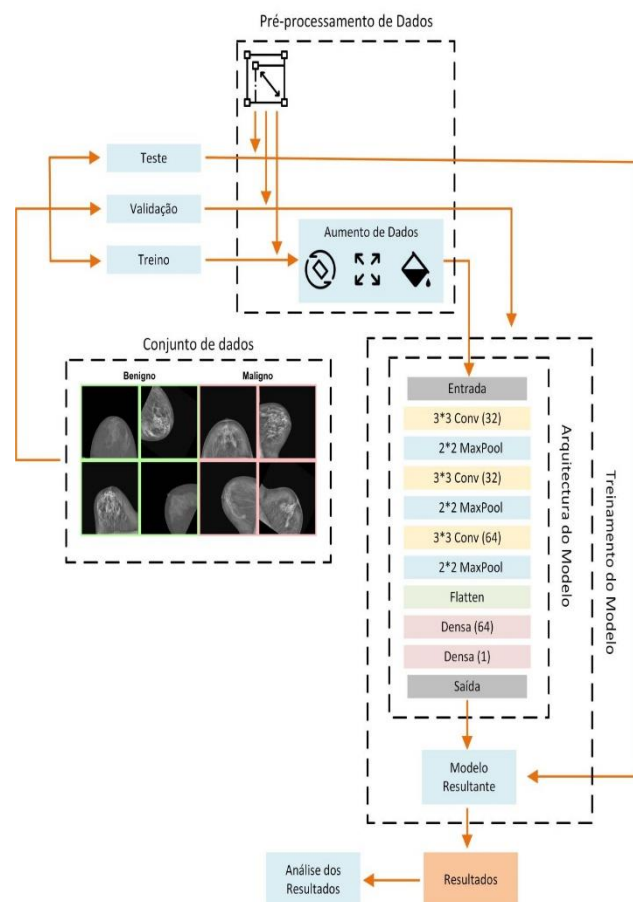 Pré-processamento de Dados
Teste
Validação
Treino
Aumento de Dados
Conjunto de dados
Benigno
Maligno
Entrada
3*3 Conv (32)
2*2 MaxPool
3*3 Conv (32)
2*2 MaxPool
3*3 Conv (64)
2*2 MaxPool
Flatten
Densa (64)
Densa (1)
Saída
Arquitectura do Modelo
Treinamento do Modelo
Modelo
Resultante
Análise dos
Resultados
Resultados